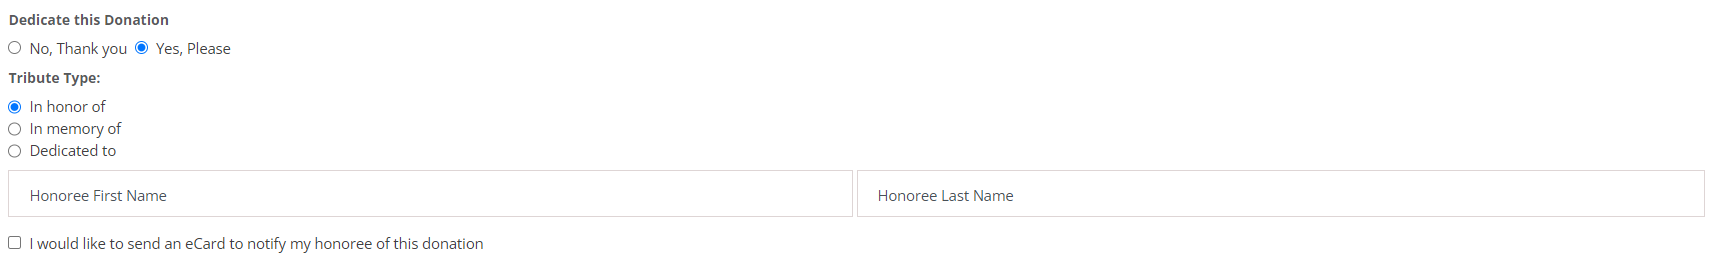 Dedicate this Donation
No, Thank you Yes, Please
Tribute Type:
In honor of
In memory of
Dedicated to
Honoree First Name Honoree Last Name
I would like to send an eCard to notify my honoree of this donation